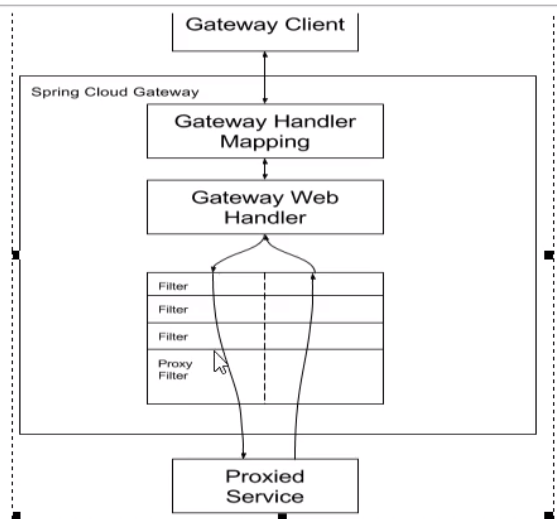 Gateway Client
Spring Cloud Gateway
Gateway Handler
Mapping
Gateway Web
Handler
Filter
Filter
Filter
Proxy
Filter
Proxied
Service